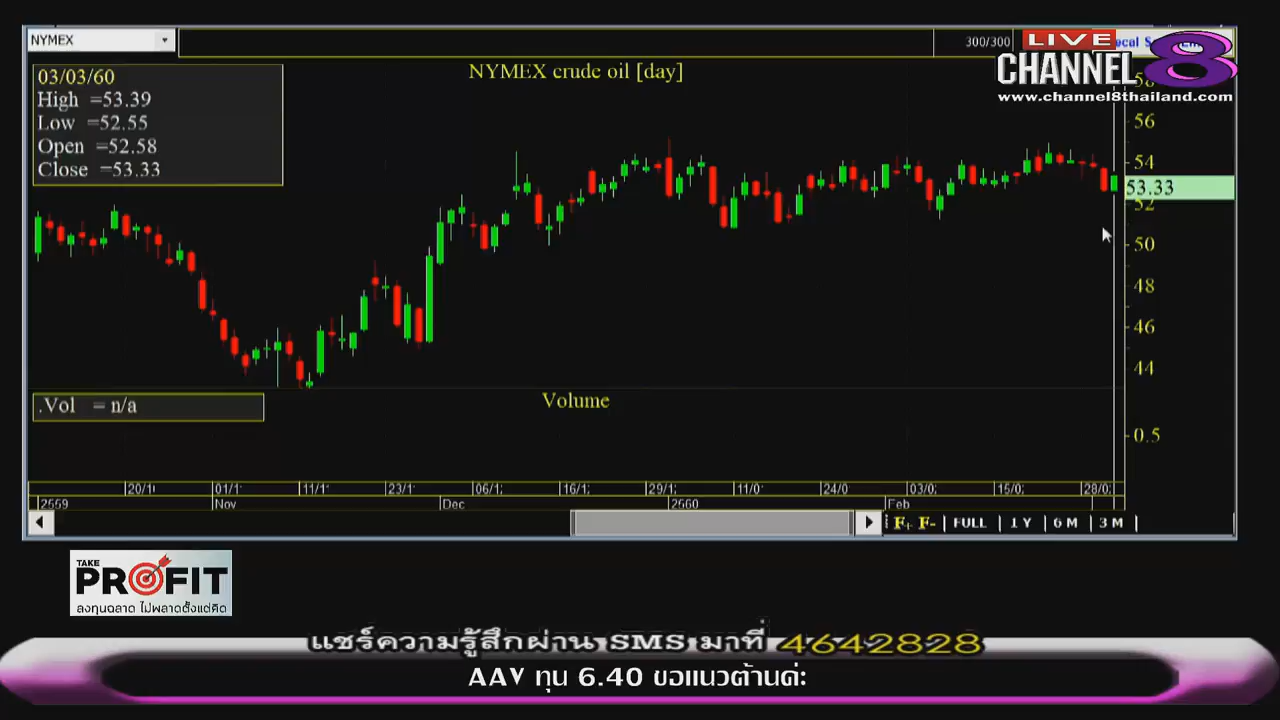 NYMEX
300/300
LIVE
CHANNEL 8
www.channel8thailand.com
NYMEX crude oil [day]
03/03/60
High =53.39
Low =52.55
Open =52.58
Close =53.33
56
54
53.33
52
50
48
46
44
.Vol = n/a
Volume
0.5
20/1 01/1 11/1 23/1 06/1 16/1 29/1 11/0 24/0 03/0 15/0 28/0
2559 Nov Dec 2560 Feb
F+ F- FULL 1 Y 6 M 3 M
TAKE
PROFIT
ลงทุนฉลาด ไม่พลาดตั้งแต่คิด
แชร์ความรู้สึกผ่าน SMS มาที่ 4642828
AAV ทุน 6.40 ขอแนวต้านค่ะ